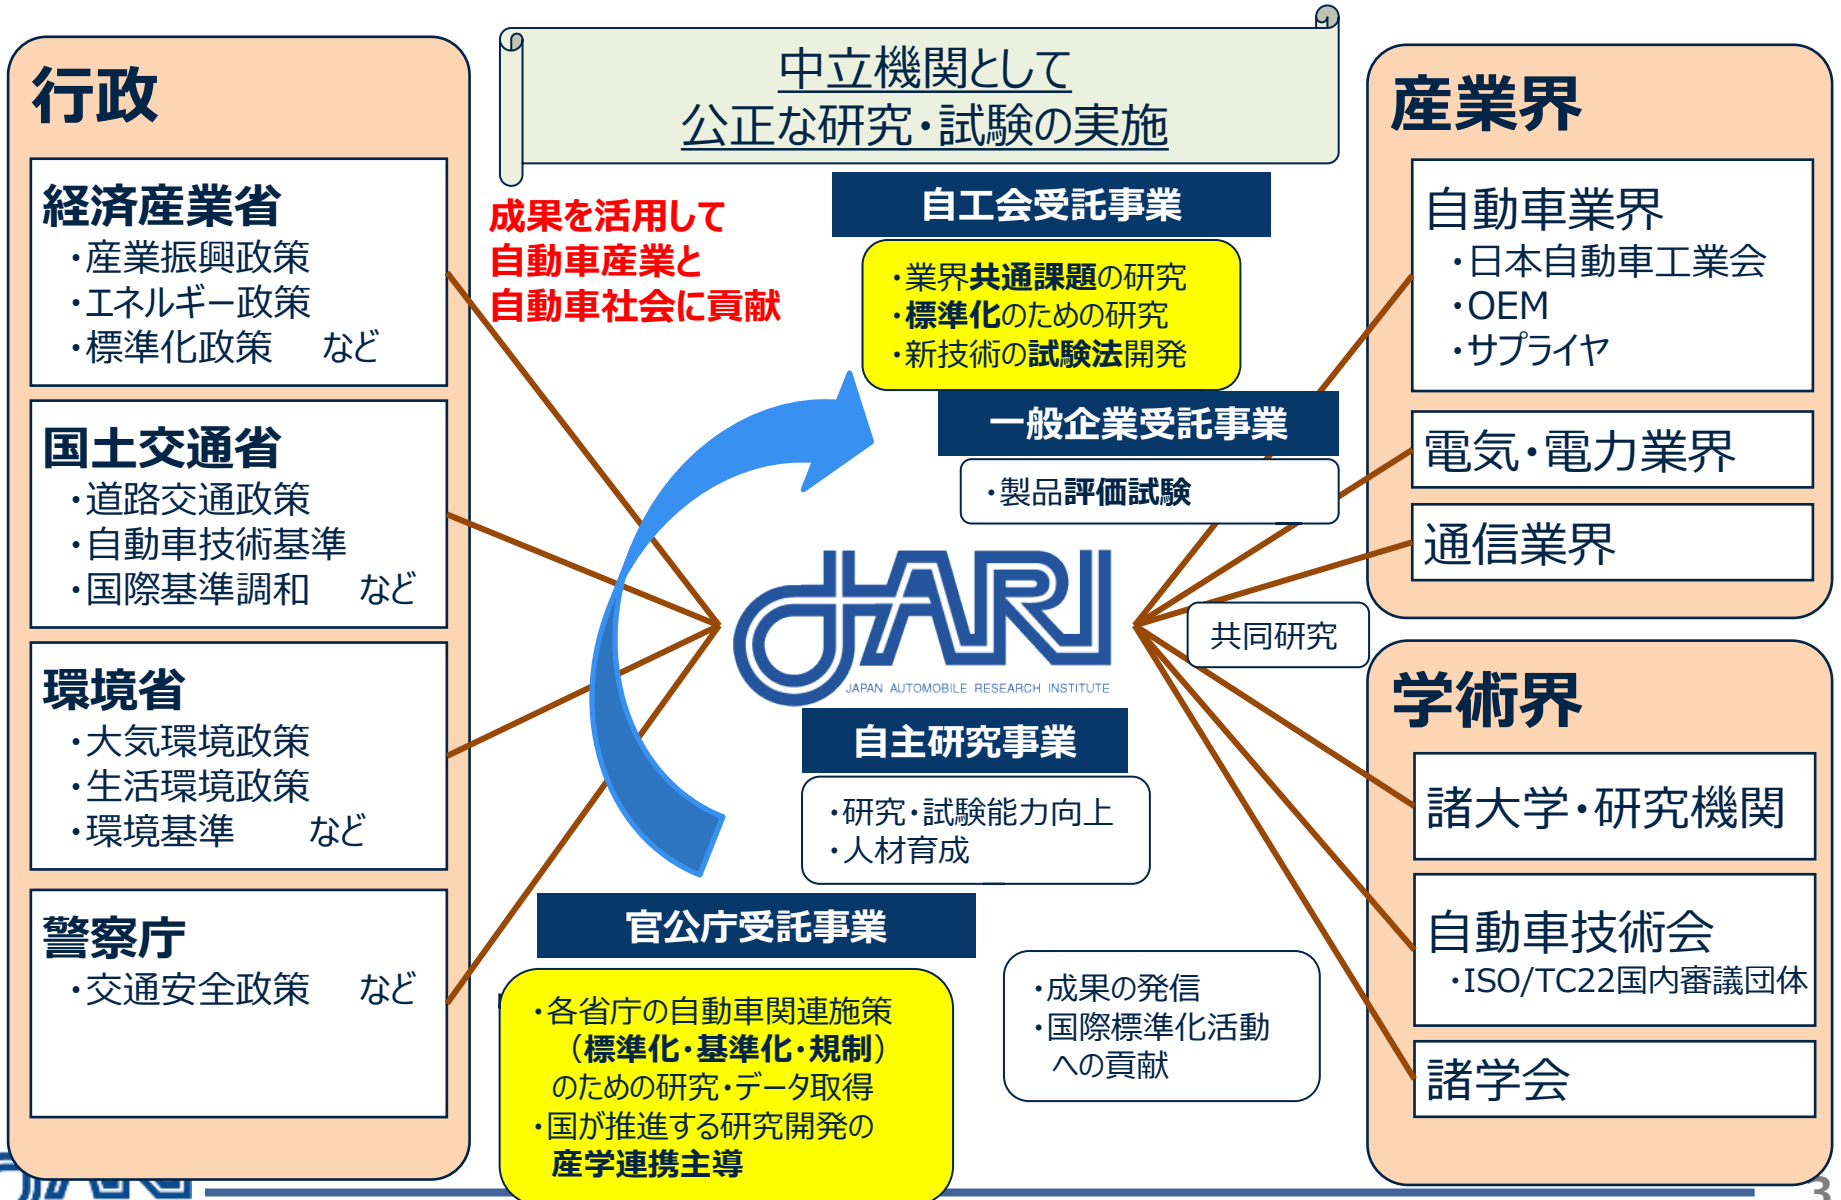 中立機関として
公正な研究・試験の実施
行政
経済産業省
・産業振興政策
・エネルギー政策
・標準化政策 など
国土交通省
・道路交通政策
・自動車技術基準
・国際基準調和 など
環境省
・大気環境政策
・生活環境政策
・環境基準 など
警察庁
・交通安全政策 など
成果を活用して
自動車産業と
自動車社会に貢献
自工会受託事業
・業界共通課題の研究
・標準化のための研究
・新技術の試験法開発
一般企業受託事業
・製品評価試験
JARI
JAPAN AUTOMOBILE RESEARCH INSTITUTE
共同研究
自主研究事業
・研究・試験能力向上
・人材育成
官公庁受託事業
・各省庁の自動車関連施策
（標準化・基準化・規制）
のための研究・データ取得
・国が推進する研究開発の
産学連携主導
・成果の発信
・国際標準化活動
への貢献
産業界
自動車業界
・日本自動車工業会
・OEM
・サプライヤ
電気・電力業界
通信業界
学術界
諸大学・研究機関
自動車技術会
・ISO/TC22国内審議団体
諸学会
JARI
3